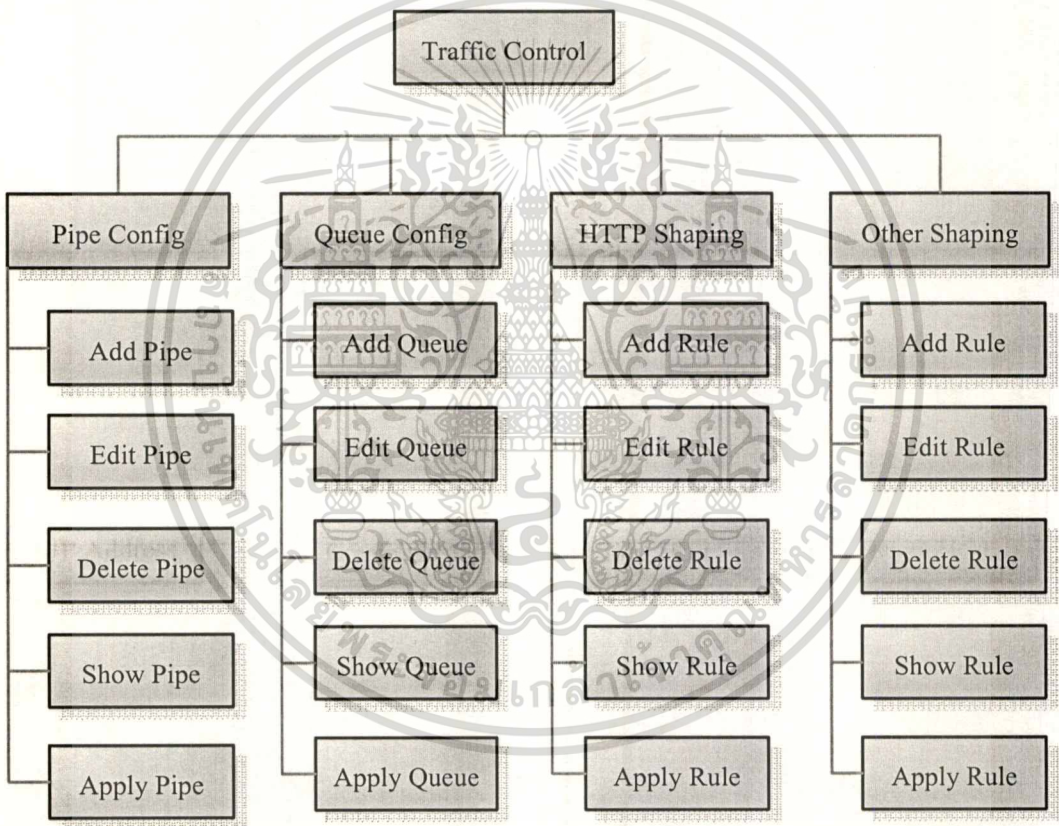 Traffic Control
Pipe Config
Queue Config
HTTP Shaping
Other Shaping
Add Pipe
Add Queue
Add Rule
Add Rule
Edit Pipe
Edit Queue
Edit Rule
Edit Rule
Delete Pipe
Delete Queue
Delete Rule
Delete Rule
Show Pipe
Show Queue
Show Rule
Show Rule
Apply Pipe
Apply Queue
Apply Rule
Apply Rule